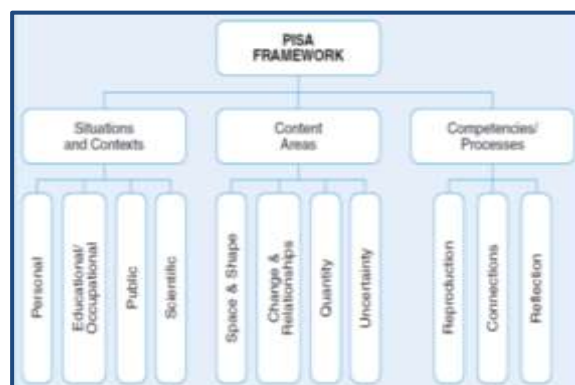 PISA
FRAMEWORK
Situations
and Contexts
Content
Areas
Competencies/
Processes
Personal
Educational/
Occupational
Public
Scientific
Space & Shape
Change &
Relationships
Quantity
Uncertainty
Reproduction
Connections
Reflection